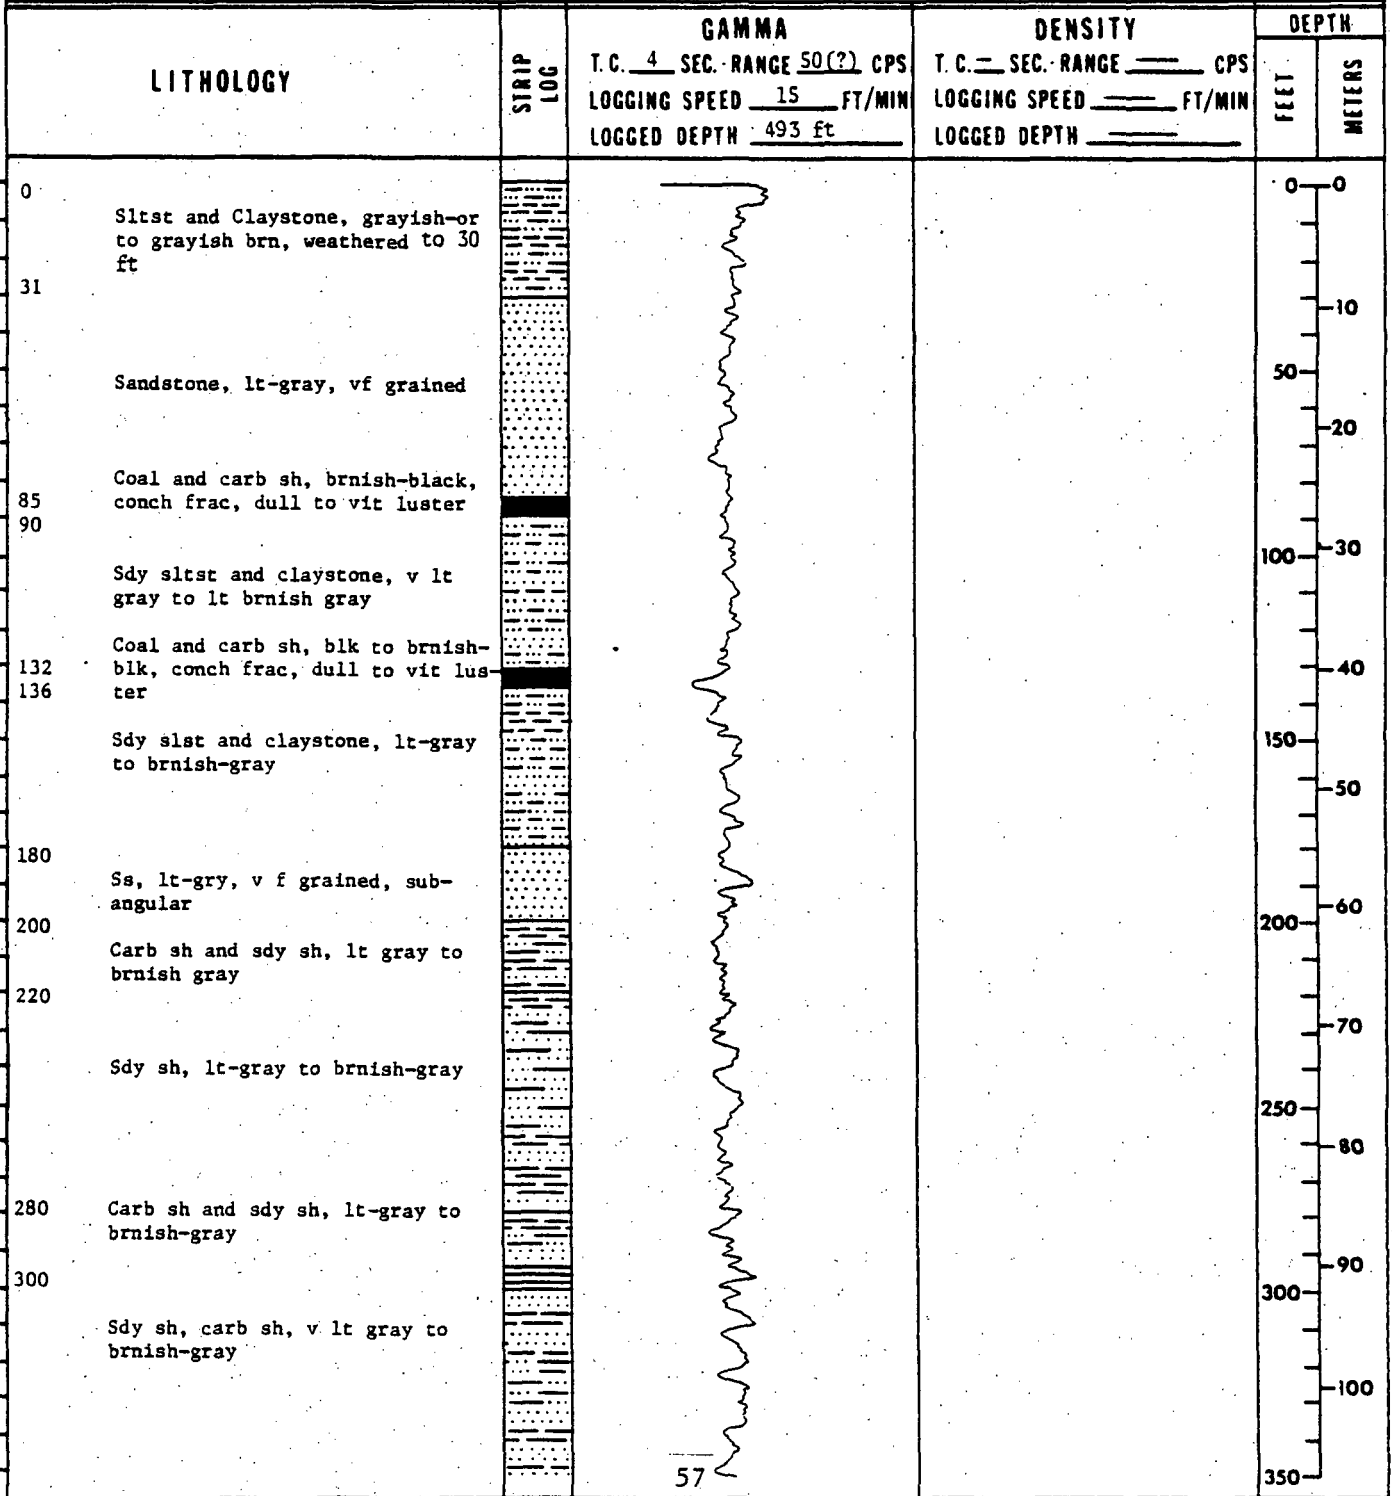 LITHOLOGY
STRIP LOG
GAMMA
T.C. 4 SEC. RANGE 50(?) CPS
LOGGING SPEED 15 FT/MIN
LOGGED DEPTH 493 ft
DENSITY
T.C. — SEC. RANGE — CPS
LOGGING SPEED — FT/MIN
LOGGED DEPTH —
DEPTH
FEET
METERS
0
Sltst and Claystone, grayish-or
to grayish brn, weathered to 30
ft
31
Sandstone, lt-gray, vf grained
Coal and carb sh, brnish-black,
85 conch frac, dull to vit luster
90
Sdy sltst and claystone, v lt
gray to lt brnish gray
Coal and carb sh, blk to brnish-
132 blk, conch frac, dull to vit lus-
136 ter
Sdy slst and claystone, lt-gray
to brnish-gray
180
Ss, lt-gry, v f grained, sub-
angular
200
Carb sh and sdy sh, lt gray to
brnish gray
220
Sdy sh, lt-gray to brnish-gray
280 Carb sh and sdy sh, lt-gray to
brnish-gray
300
Sdy sh, carb sh, v lt gray to
brnish-gray
57
0
50
100
150
200
250
300
350
0
10
20
30
40
50
60
70
80
90
100